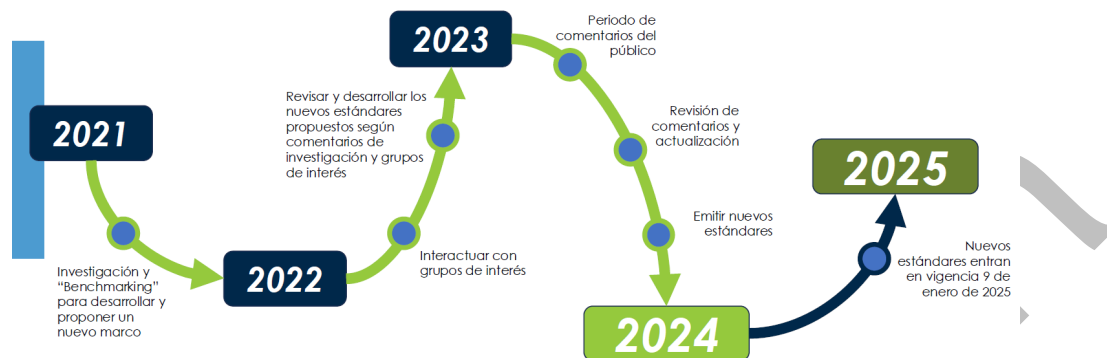 2021
Investigación y
“Benchmarking”
para desarrollar y
proponer un
nuevo marco
2022
Interactuar con
grupos de interés
Revisar y desarrollar los
nuevos estándares
propuestos según
comentarios de
investigación y grupos
de interés
2023
Periodo de
comentarios del
público
Revisión de
comentarios y
actualización
Emitir nuevos
estándares
2024
Nuevos
estándares entran
en vigencia 9 de
enero de 2025
2025